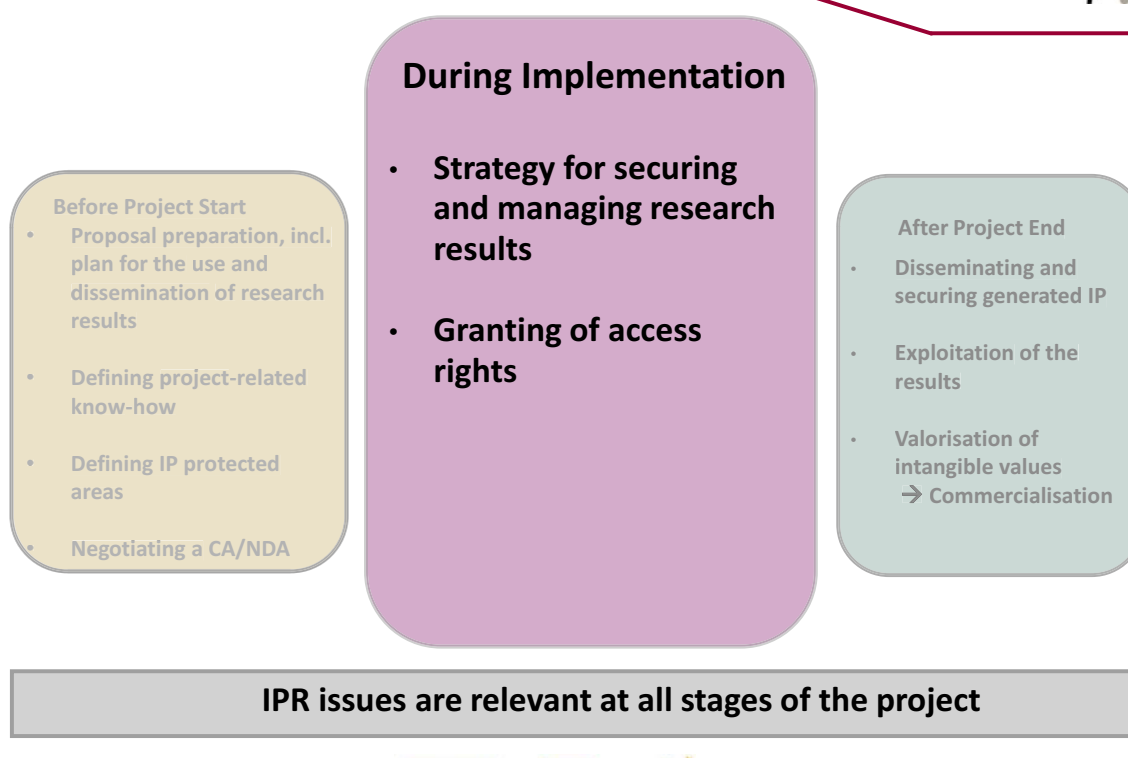 Before Project Start
• Proposal preparation, incl.
plan for the use and
dissemination of research
results
• Defining project-related
know-how
• Defining IP protected
areas
• Negotiating a CA/NDA
During Implementation
• Strategy for securing
and managing research
results
• Granting of access
rights
After Project End
• Disseminating and
securing generated IP
• Exploitation of the
results
• Valorisation of
intangible values
→ Commercialisation
IPR issues are relevant at all stages of the project